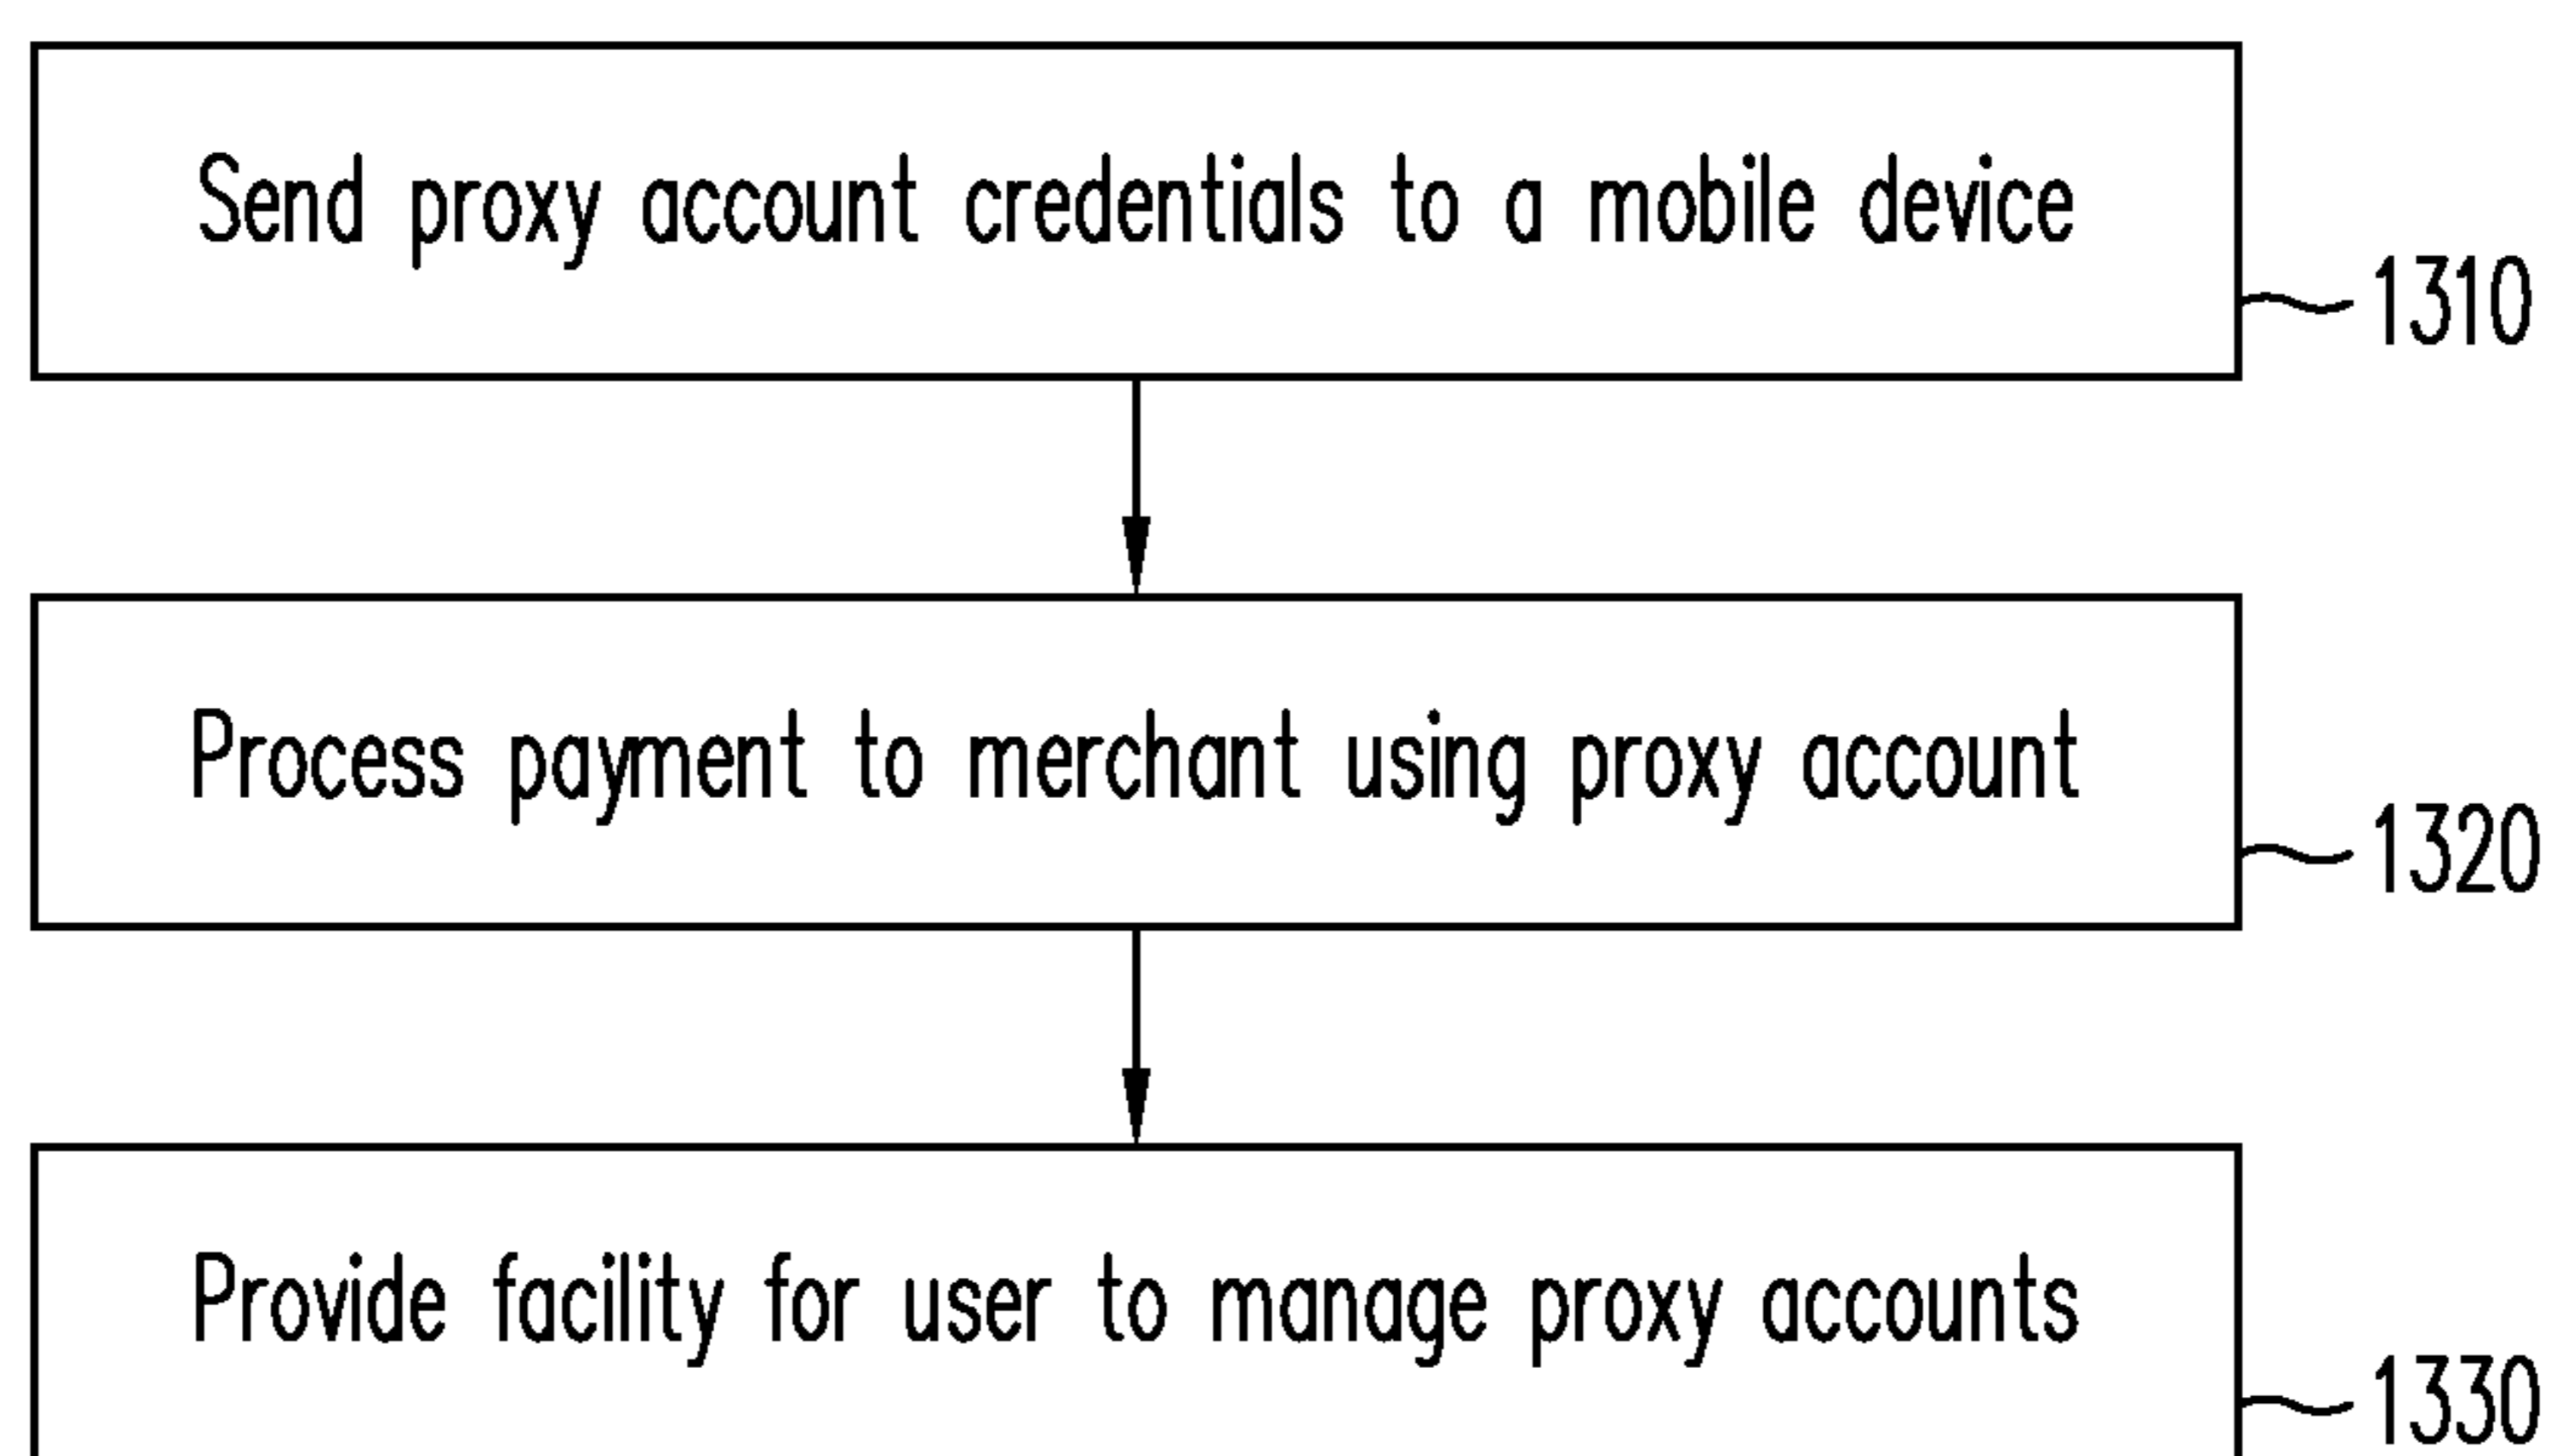 Send proxy account credentials to a mobile device
1310
Process payment to merchant using proxy account
1320
Provide facility for user to manage proxy accounts
1330